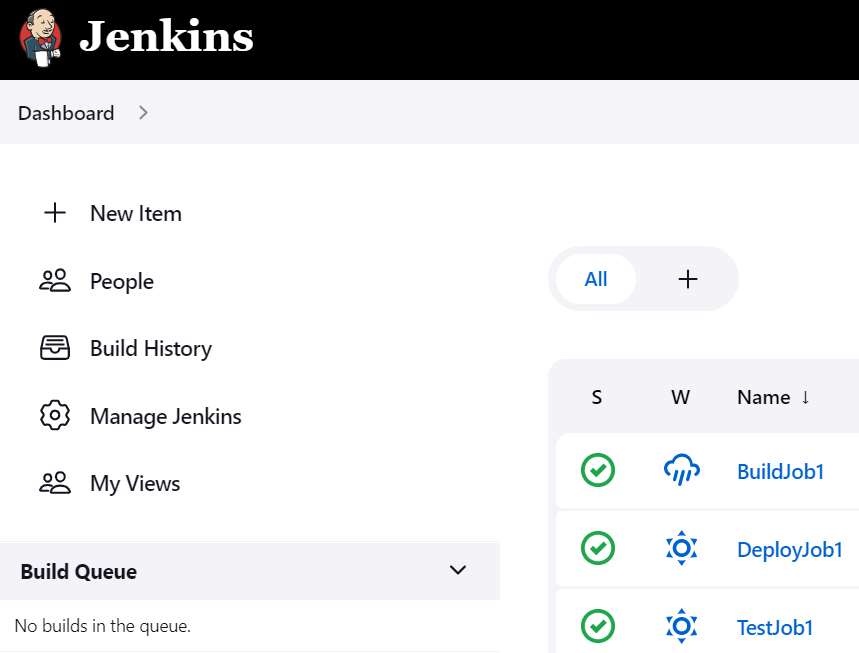 Jenkins
Dashboard
New Item
People
Build History
Manage Jenkins
My Views
Build Queue
No builds in the queue.
All
S W Name ↓
BuildJob1
DeployJob1
TestJob1